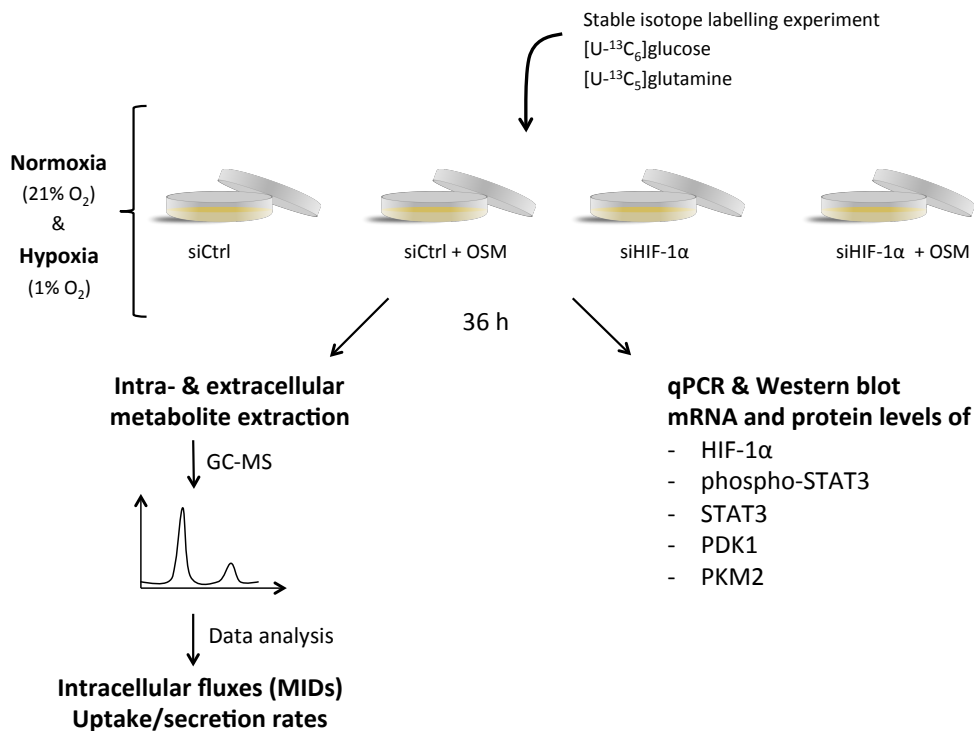 Stable isotope labelling experiment
[U-¹³C₆]glucose
[U-¹³C₅]glutamine
Normoxia
(21% O₂)
&
Hypoxia
(1% O₂)
siCtrl
siCtrl + OSM
siHIF-1α
siHIF-1α + OSM
36 h
Intra- & extracellular
metabolite extraction
GC-MS
Data analysis
Intracellular fluxes (MIDs)
Uptake/secretion rates
qPCR & Western blot
mRNA and protein levels of
- HIF-1α
- phospho-STAT3
- STAT3
- PDK1
- PKM2